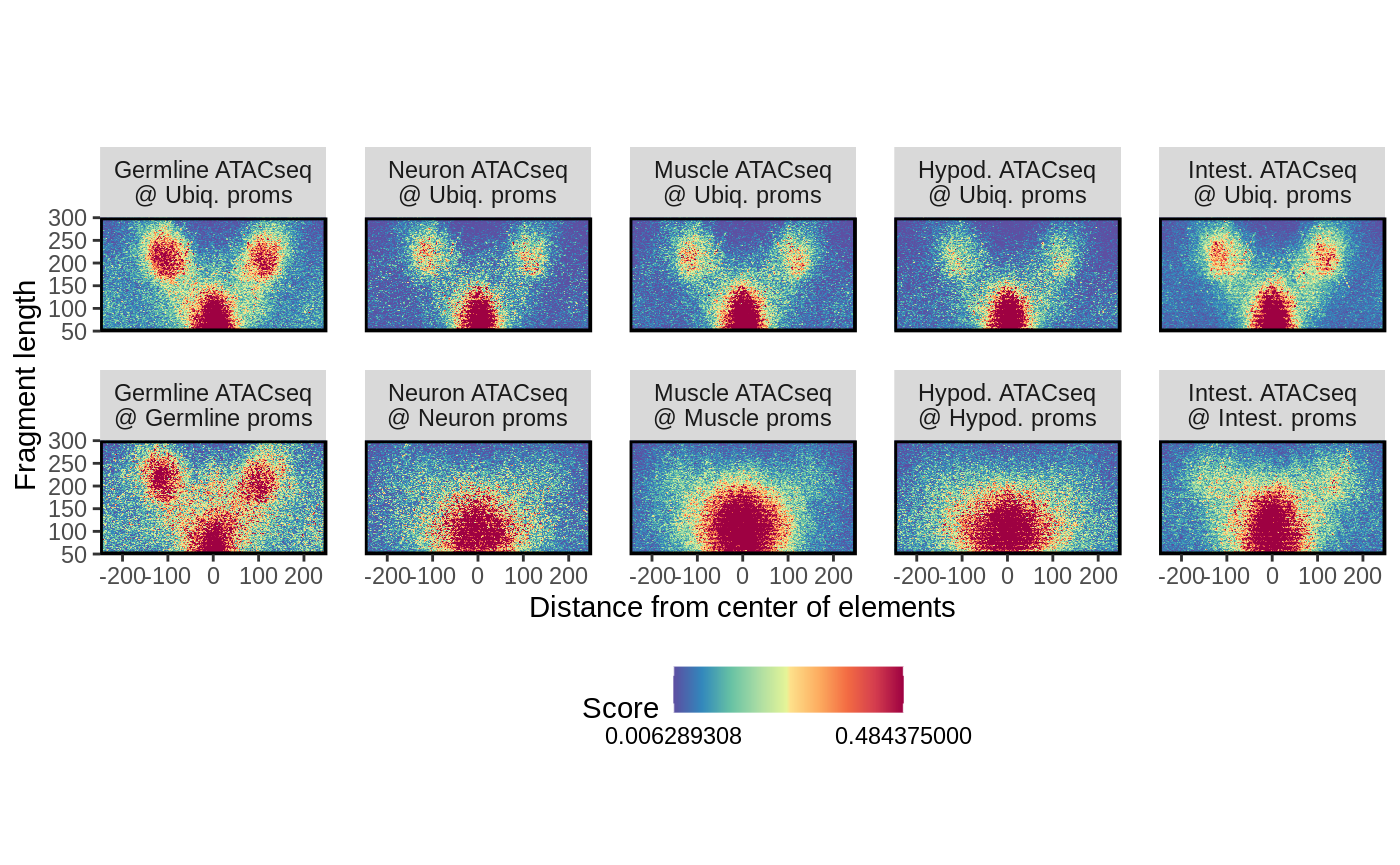 Germline ATACseq
@ Ubiq. proms
Neuron ATACseq
@ Ubiq. proms
Muscle ATACseq
@ Ubiq. proms
Hypod. ATACseq
@ Ubiq. proms
Intest. ATACseq
@ Ubiq. proms
300
250
200
150
100
50
Germline ATACseq
@ Germline proms
Neuron ATACseq
@ Neuron proms
Muscle ATACseq
@ Muscle proms
Hypod. ATACseq
@ Hypod. proms
Intest. ATACseq
@ Intest. proms
300
250
200
150
100
50
Fragment length
-200 -100 0 100 200
-200 -100 0 100 200
-200 -100 0 100 200
-200 -100 0 100 200
-200 -100 0 100 200
Distance from center of elements
Score
0.006289308 0.484375000